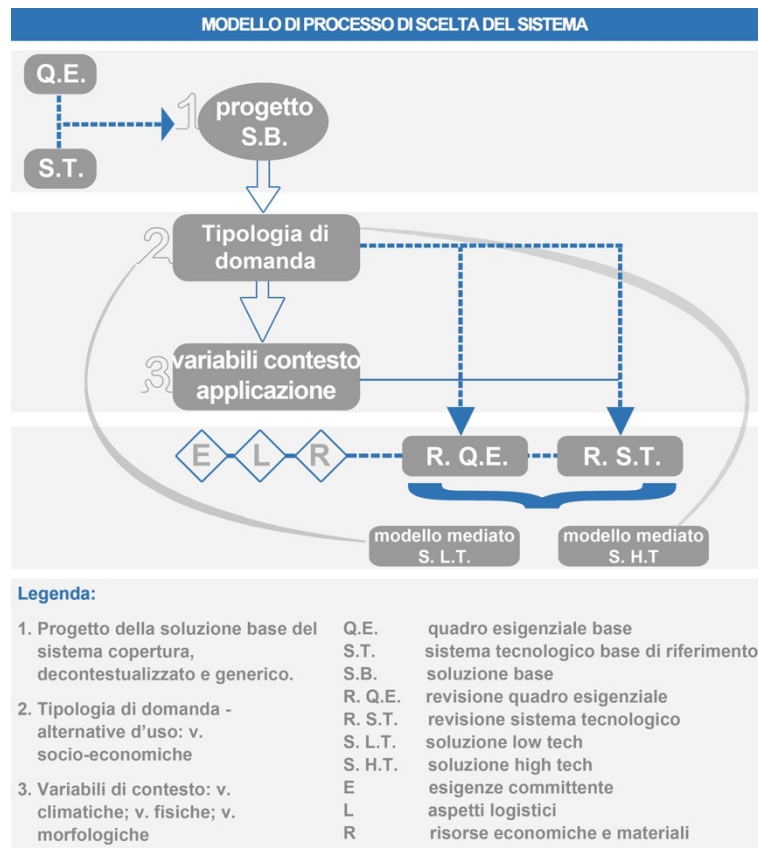 MODELLO DI PROCESSO DI SCELTA DEL SISTEMA
Q.E.
1
progetto
S.B.
S.T.
2
Tipologia di
domanda
3
variabili contesto
applicazione
E
L
R
R. Q.E.
R. S.T.
modello mediato
S. L.T.
modello mediato
S. H.T
Legenda:
1. Progetto della soluzione base del
sistema copertura,
decontestualizzato e generico.
2. Tipologia di domanda -
alternative d'uso: v.
socio-economiche
3. Variabili di contesto: v.
climatiche; v. fisiche; v.
morfologiche
Q.E. quadro esigenziale base
S.T. sistema tecnologico base di riferimento
S.B. soluzione base
R. Q.E. revisione quadro esigenziale
R. S.T. revisione sistema tecnologico
S. L.T. soluzione low tech
S. H.T. soluzione high tech
E esigenze committente
L aspetti logistici
R risorse economiche e materiali